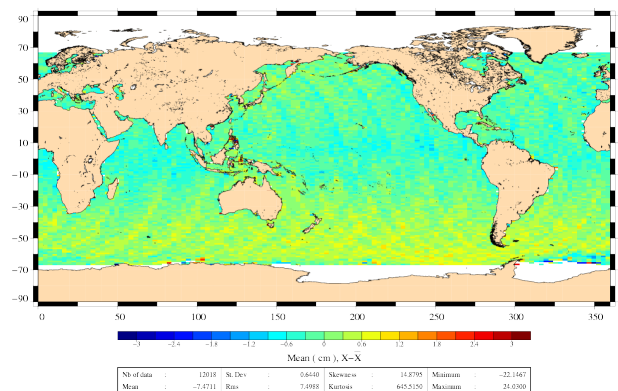 90
70
50
30
10
−10
−30
−50
−70
−90
0 50 100 150 200 250 300 350
−3 −2.4 −1.8 −1.2 −0.6 0 0.6 1.2 1.8 2.4 3
Mean ( cm ), X−X̅
Nb of data : 12018 St. Dev : 0.6440 Skewness : 14.8795 Minimum : −22.1467
Mean : −7.4711 Rms : 7.4988 Kurtosis : 645.5150 Maximum : 24.0300